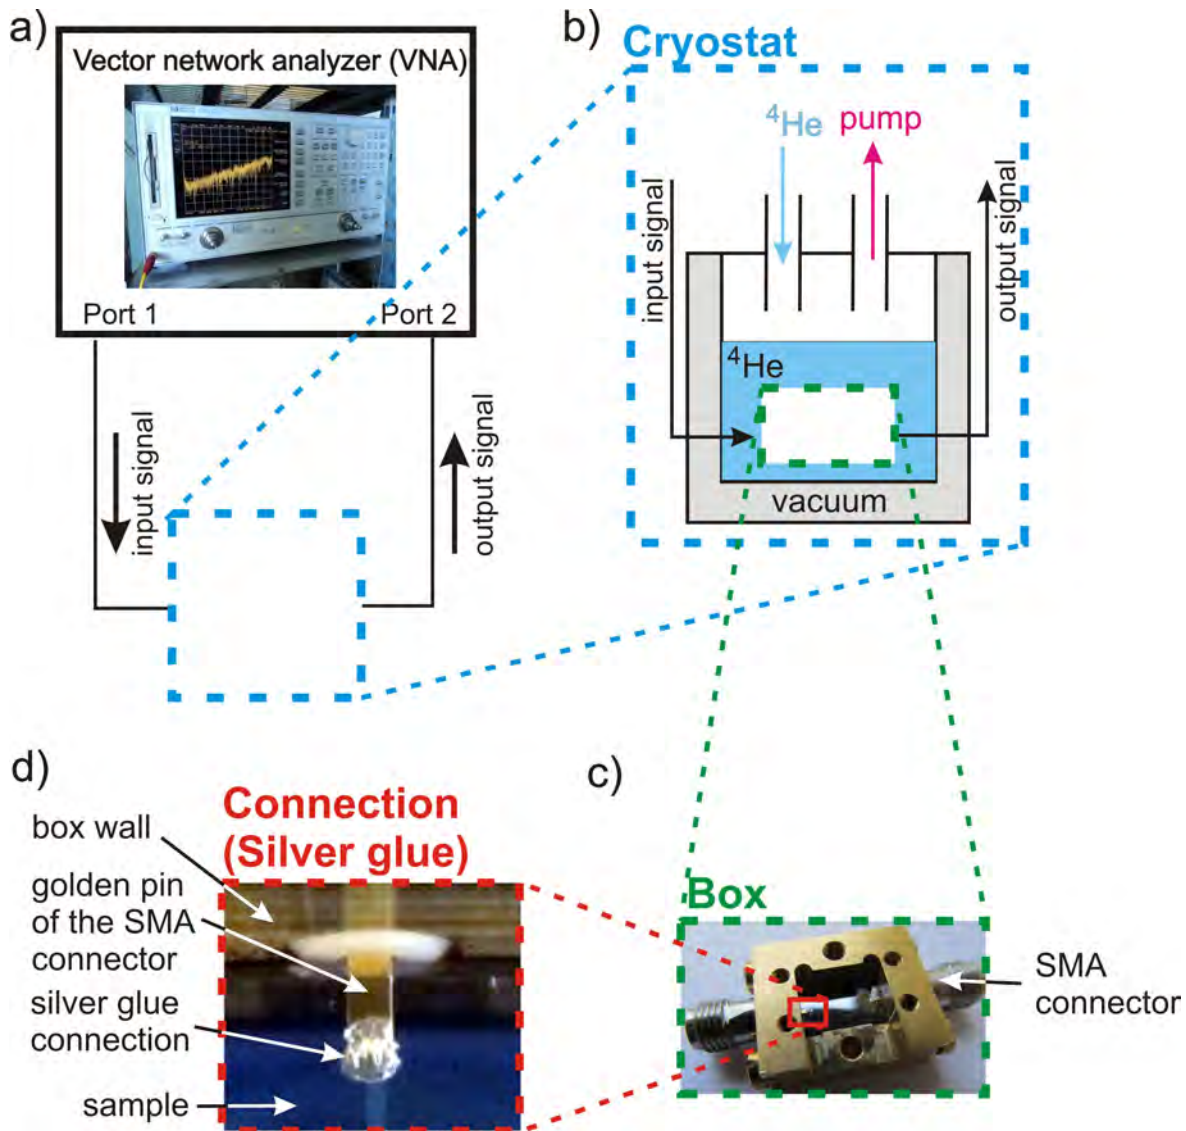 a)
Vector network analyzer (VNA)
Port 1
Port 2
input signal
output signal
b)
Cryostat
⁴He
pump
input signal
output signal
⁴He
vacuum
d)
Connection
(Silver glue)
box wall
golden pin
of the SMA
connector
silver glue
connection
sample
c)
Box
SMA
connector